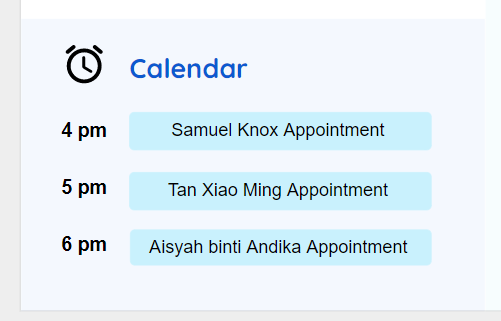 Calendar
4 pm Samuel Knox Appointment
5 pm Tan Xiao Ming Appointment
6 pm Aisyah binti Andika Appointment